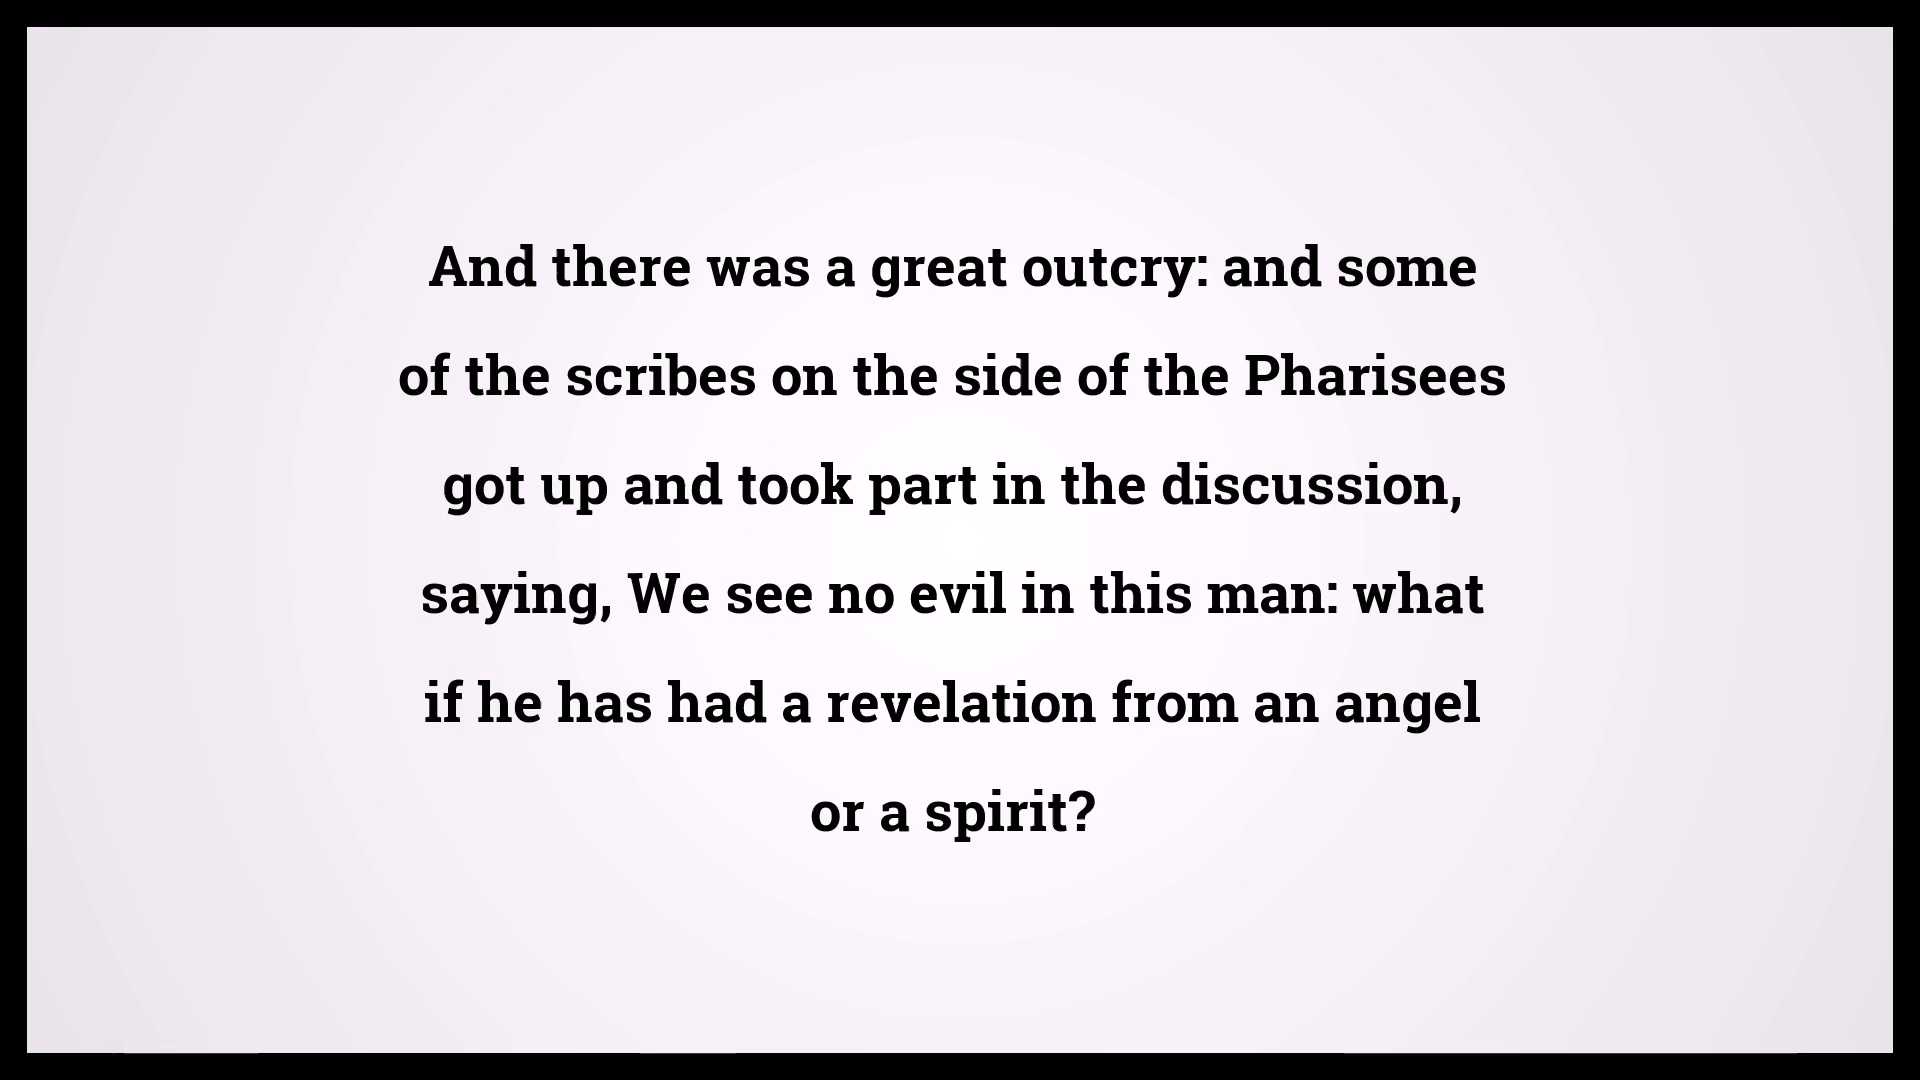 And there was a great outcry: and some
of the scribes on the side of the Pharisees
got up and took part in the discussion,
saying, We see no evil in this man: what
if he has had a revelation from an angel
or a spirit?